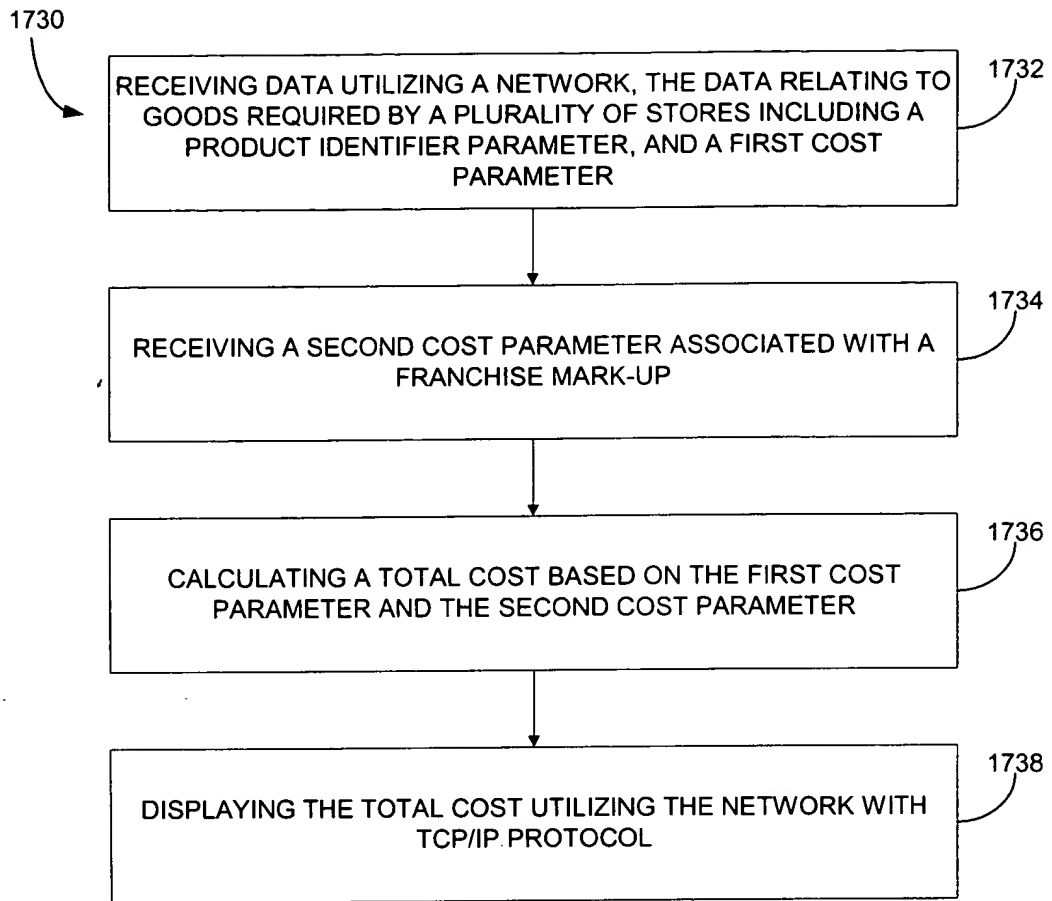 1730
RECEIVING DATA UTILIZING A NETWORK, THE DATA RELATING TO
GOODS REQUIRED BY A PLURALITY OF STORES INCLUDING A
PRODUCT IDENTIFIER PARAMETER, AND A FIRST COST
PARAMETER
1732
RECEIVING A SECOND COST PARAMETER ASSOCIATED WITH A
FRANCHISE MARK-UP
1734
CALCULATING A TOTAL COST BASED ON THE FIRST COST
PARAMETER AND THE SECOND COST PARAMETER
1736
DISPLAYING THE TOTAL COST UTILIZING THE NETWORK WITH
TCP/IP PROTOCOL
1738